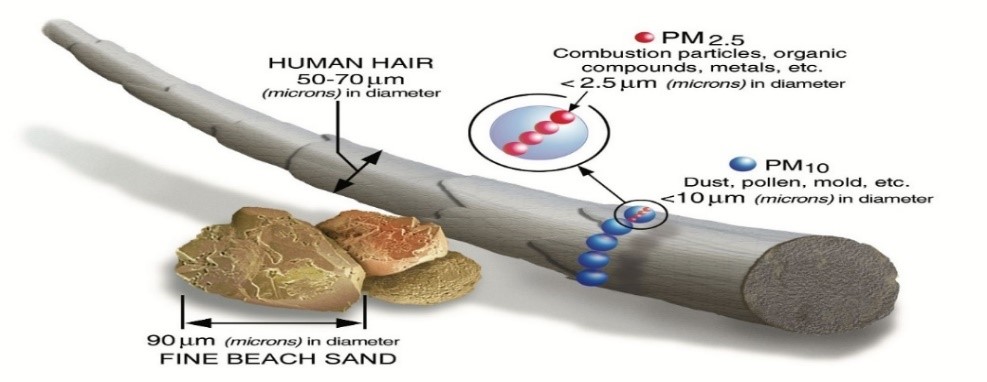 HUMAN HAIR
50-70 µm
(microns) in diameter
PM2.5
Combustion particles, organic
compounds, metals, etc.
< 2.5 µm (microns) in diameter
PM10
Dust, pollen, mold, etc.
<10 µm (microns) in diameter
90 µm (microns) in diameter
FINE BEACH SAND